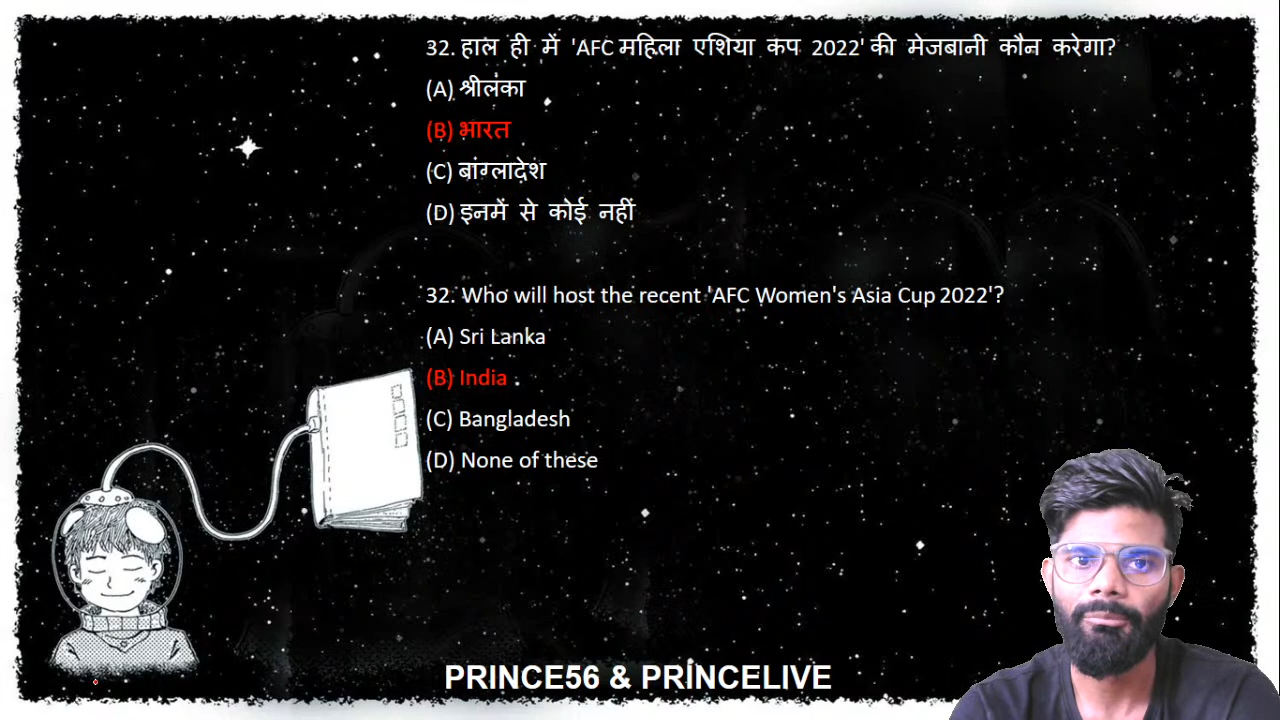 32. हाल ही में 'AFC महिला एशिया कप 2022' की मेजबानी कौन करेगा?
(A) श्रीलंका
(B) भारत
(C) बांग्लादेश
(D) इनमें से कोई नहीं
32. Who will host the recent 'AFC Women's Asia Cup 2022'?
(A) Sri Lanka
(B) India
(C) Bangladesh
(D) None of these
PRINCE56 & PRINCELIVE